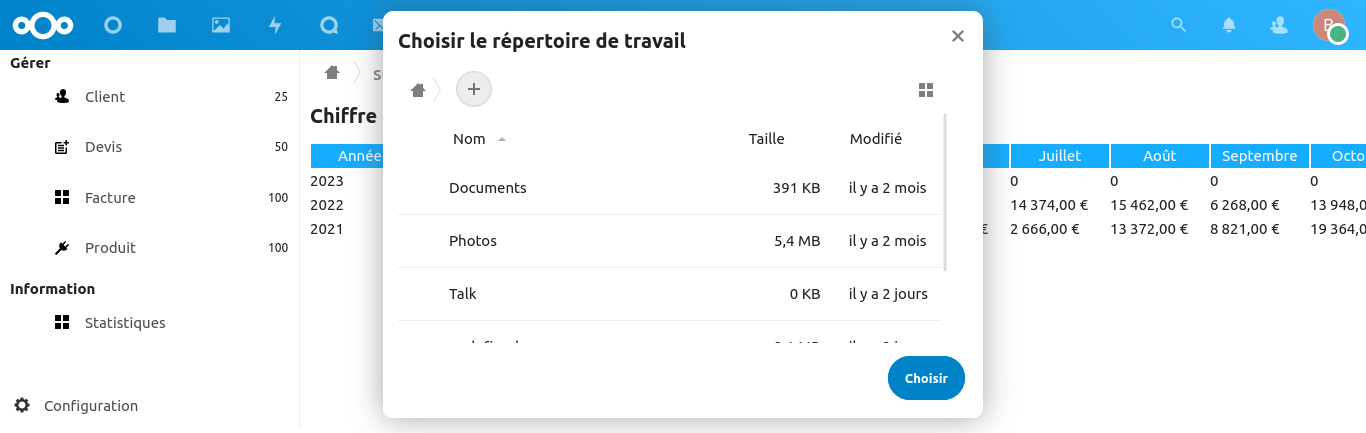 B
Gérer
Client 25
Devis 50
Facture 100
Produit 100
Information
Statistiques
Configuration
Chiffre
Année Juillet Août Septembre Octo
2023 0 0 0 0
2022 14 374,00 € 15 462,00 € 6 268,00 € 13 948,0
2021 € 2 666,00 € 13 372,00 € 8 821,00 € 19 364,0
Choisir le répertoire de travail
Nom Taille Modifié
Documents 391 KB il y a 2 mois
Photos 5,4 MB il y a 2 mois
Talk 0 KB il y a 2 jours
Choisir